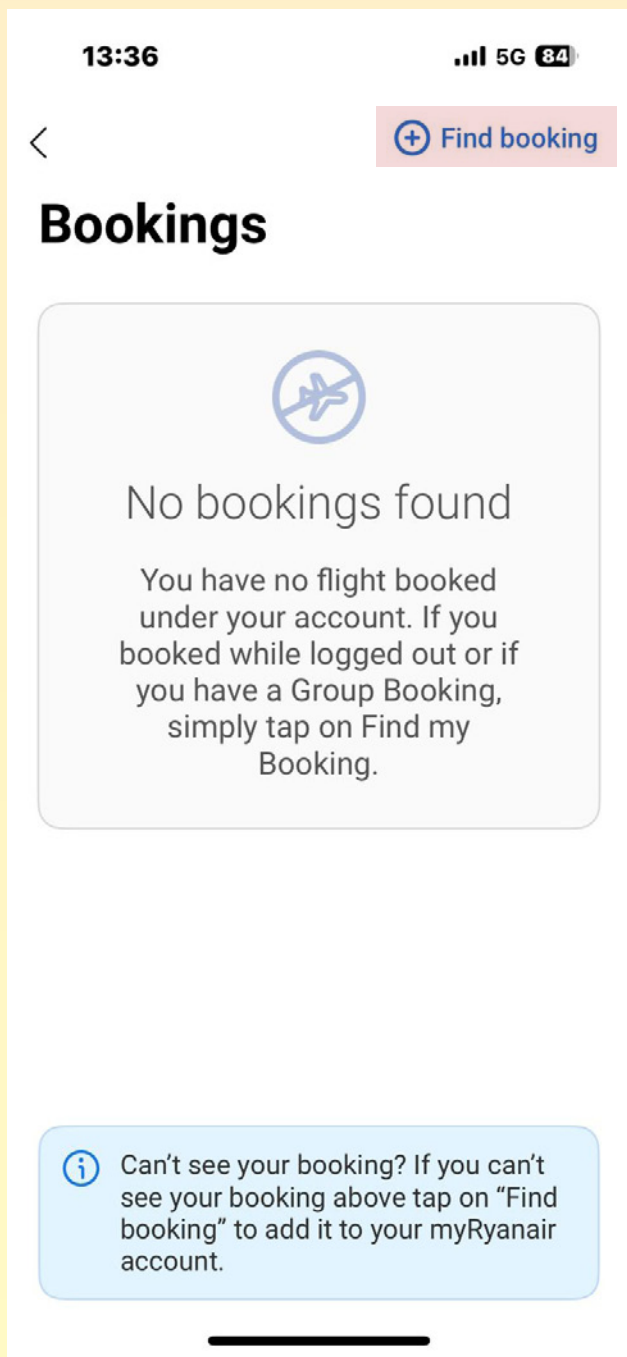 13:36
5G 84
Find booking
Bookings
No bookings found
You have no flight booked
under your account. If you
booked while logged out or if
you have a Group Booking,
simply tap on Find my
Booking.
Can’t see your booking? If you can’t
see your booking above tap on “Find
booking” to add it to your myRyanair
account.